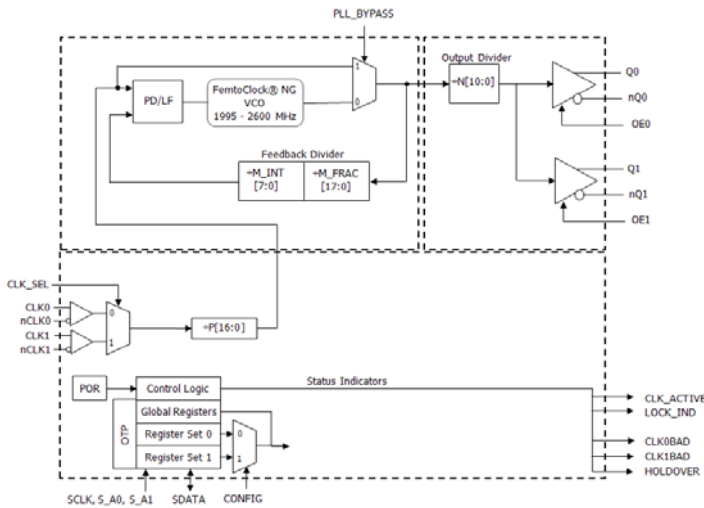 PLL_BYPASS
Output Divider
÷N[10:0]
Q0
nQ0
OE0
Q1
nQ1
OE1
1
0
PD/LF
FemtoClock® NG
VCO
1995 - 2600 MHz
Feedback Divider
÷M_INT
[7:0]
÷M_FRAC
[17:0]
CLK_SEL
CLK0
nCLK0
CLK1
nCLK1
0
1
÷P[16:0]
POR
Control Logic
Status Indicators
OTP
Global Registers
Register Set 0
Register Set 1
0
1
CLK_ACTIVE
LOCK_IND
CLK0BAD
CLK1BAD
HOLDOVER
SCLK, S_A0, S_A1
SDATA
CONFIG